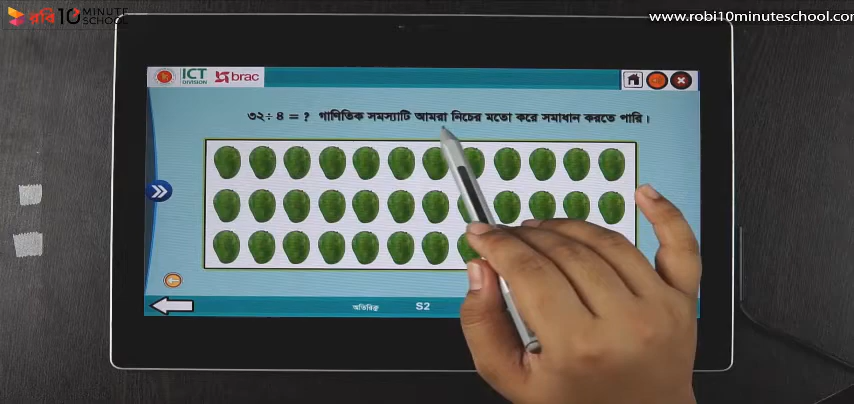 রবি 10 MINUTE SCHOOL
www.robi10minuteschool.com
ICT DIVISION brac
৩২ ÷ ৪ = ? গাণিতিক সমস্যাটি আমরা নিচের মতো করে সমাধান করতে পারি।
অতিরিক্ত S2